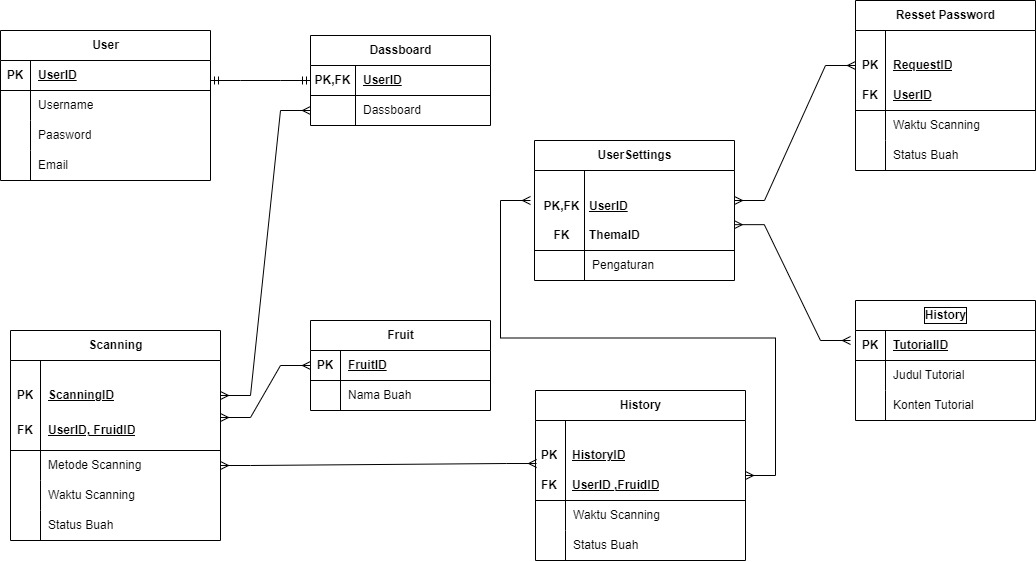 User
PK UserID
Username
Paasword
Email
Dassboard
PK,FK UserID
Dassboard
Resset Password
PK RequestID
FK UserID
Waktu Scanning
Status Buah
UserSettings
PK,FK UserID
FK ThemaID
Pengaturan
Scanning
PK ScanningID
FK UserID, FruidID
Metode Scanning
Waktu Scanning
Status Buah
Fruit
PK FruitID
Nama Buah
History
PK HistoryID
FK UserID ,FruidID
Waktu Scanning
Status Buah
History
PK TutorialID
Judul Tutorial
Konten Tutorial